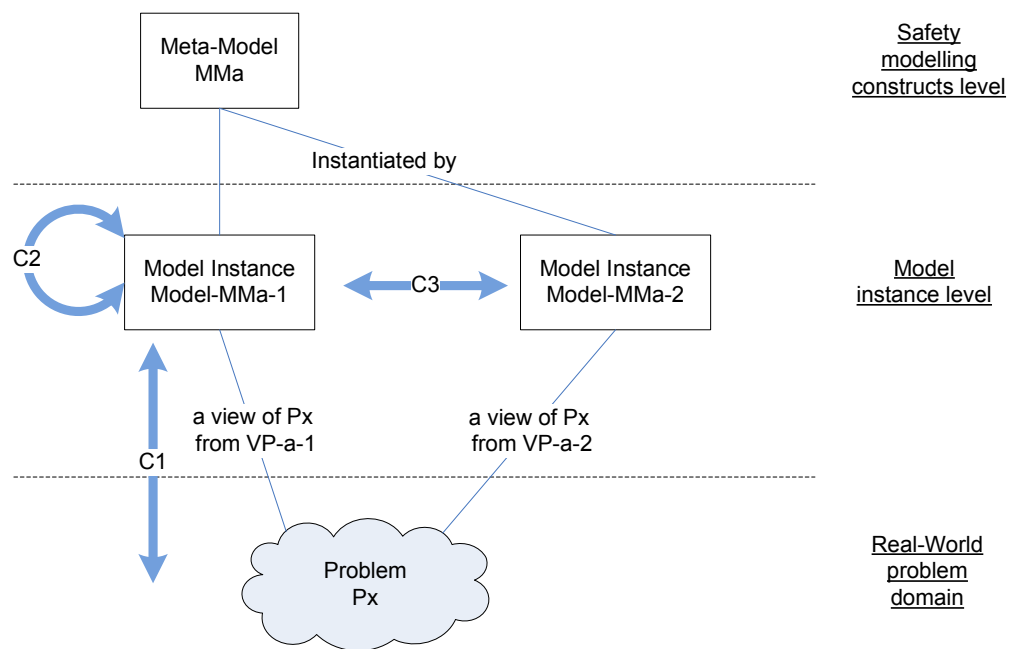 Meta-Model
MMa
Safety
modelling
constructs level
Instantiated by
C2
Model Instance
Model-MMa-1
C3
Model Instance
Model-MMa-2
Model
instance level
a view of Px
from VP-a-1
a view of Px
from VP-a-2
C1
Problem
Px
Real-World
problem
domain